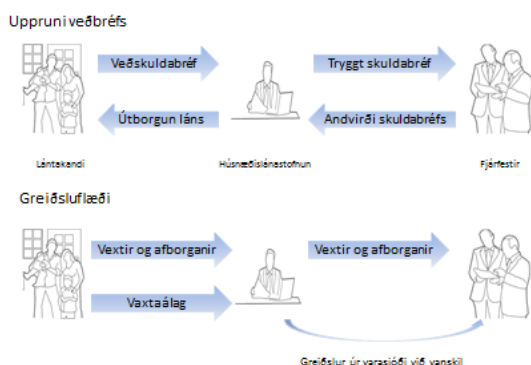 Uppruni veðbréfs
Veðskuldabréf
Tryggt skuldabréf
Útborgun láns
Andvirði skuldabréfs
Lántakandi
Húsnæðislánastofnun
Fjárfestir
Greiðsluflæði
Vextir og afborganir
Vextir og afborganir
Vaxtaálag
Greiðslur úr varasjóði við vanskil